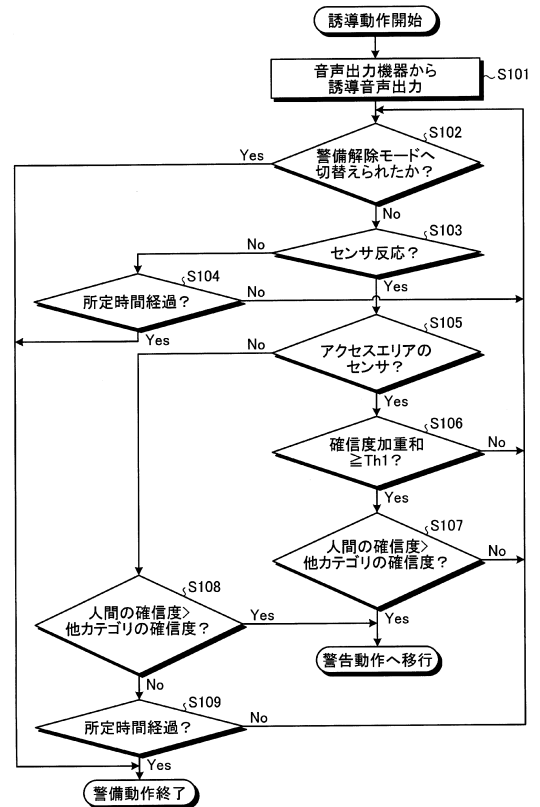 誘導動作開始
音声出力機器から
誘導音声出力
S101
S102
Yes
警備解除モードへ
切替えられたか？
No
S103
No
センサ反応？
S104
Yes
所定時間経過？
No
Yes
S105
No
アクセスエリアの
センサ？
Yes
S106
確信度加重和
≧Th1？
No
Yes
S107
人間の確信度>
他カテゴリの確信度？
No
S108
人間の確信度>
他カテゴリの確信度？
Yes
Yes
警告動作へ移行
No
S109
所定時間経過？
No
Yes
警備動作終了